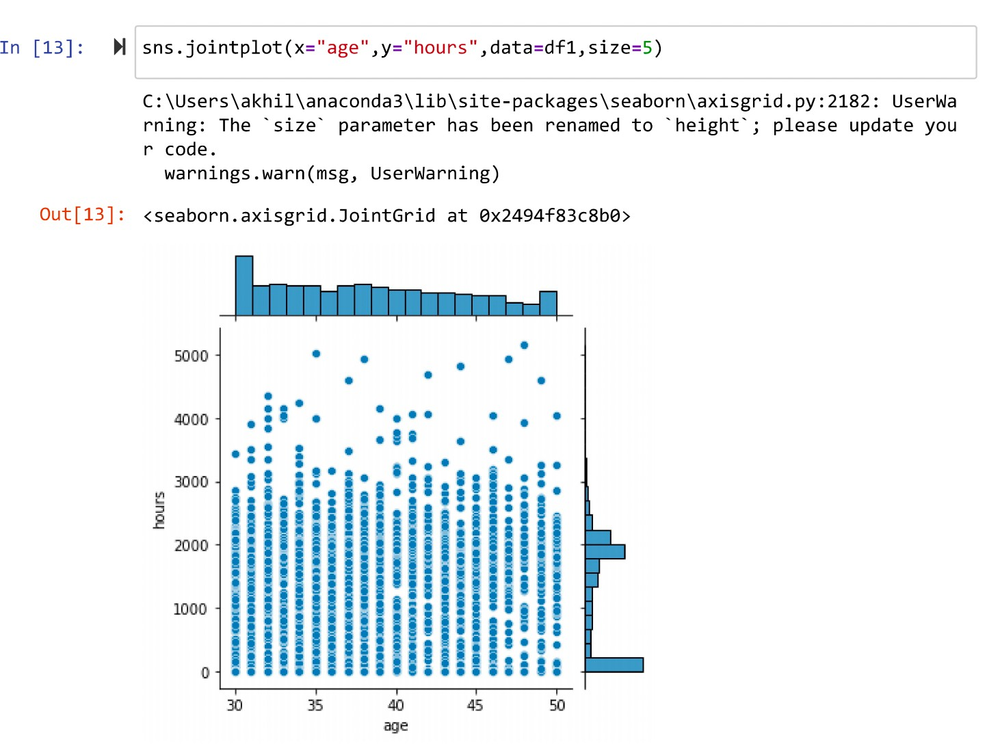 In [13]: sns.jointplot(x="age",y="hours",data=df1,size=5)
C:\Users\akhil\anaconda3\lib\site-packages\seaborn\axisgrid.py:2182: UserWa
rning: The `size` parameter has been renamed to `height`; please update you
r code.
  warnings.warn(msg, UserWarning)
Out[13]: <seaborn.axisgrid.JointGrid at 0x2494f83c8b0>
5000
4000
3000
hours
2000
1000
0
30 35 40 45 50
age